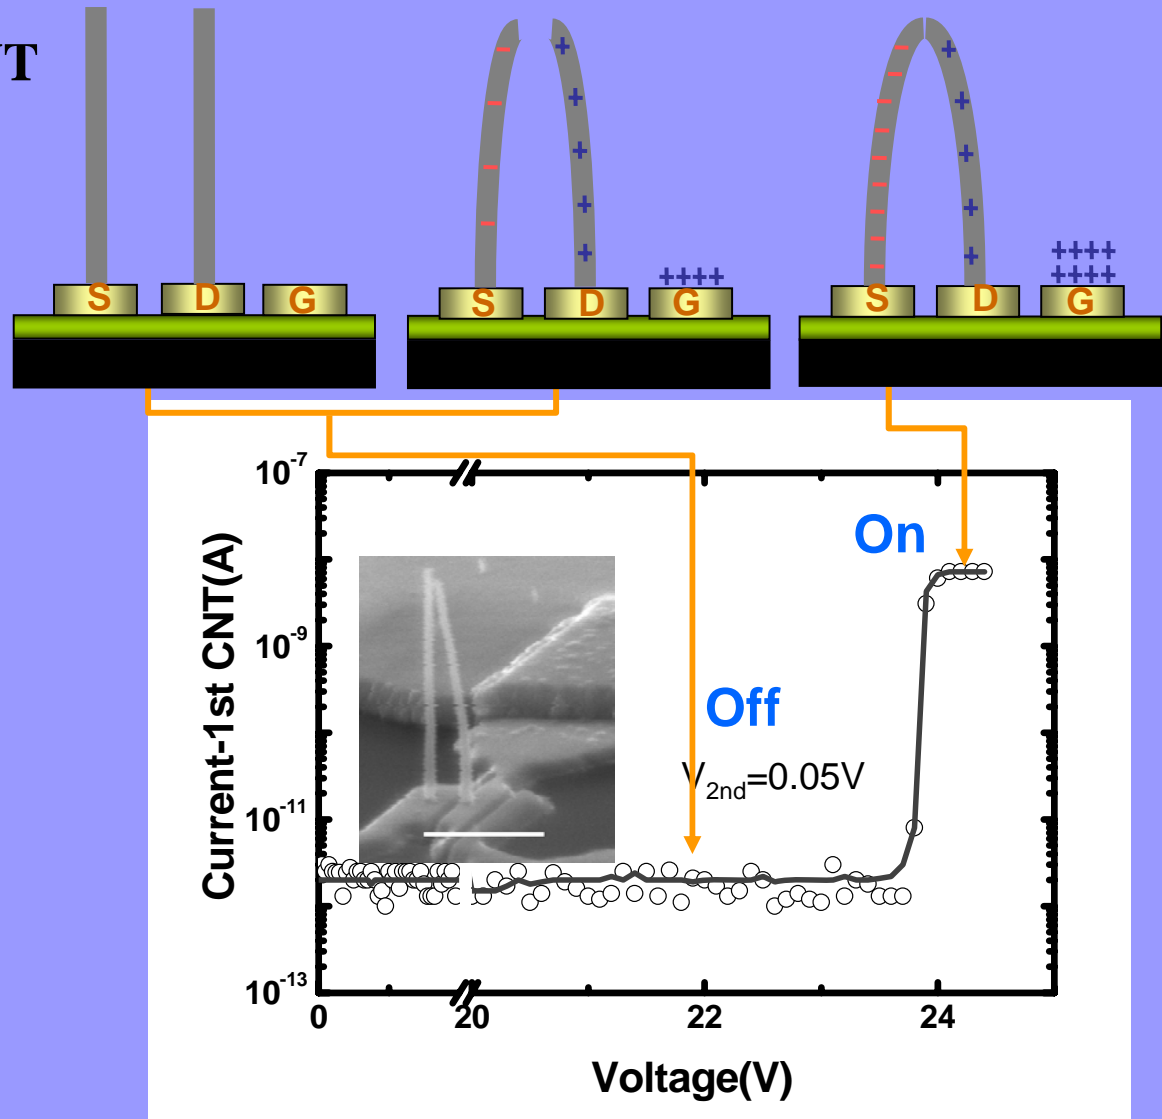 S D G
- - - -
+ + + + +
++++
S D G
- - - - - - - - -
+ + + + +
++++
++++
S D G
10-7
10-9
10-11
10-13
Current-1st CNT(A)
On
Off
V2nd=0.05V
0 20 22 24
Voltage(V)